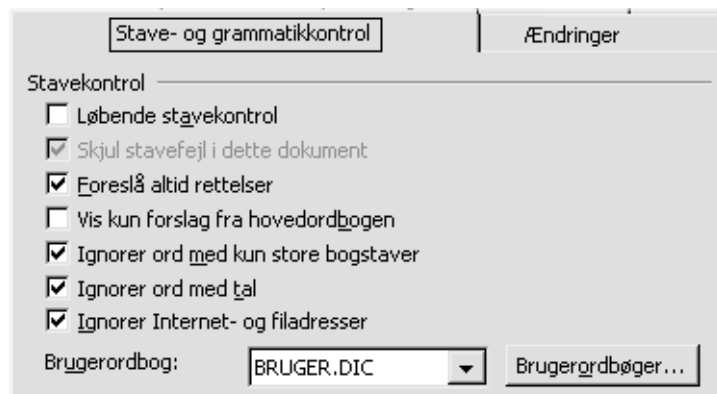 Stave- og grammatikkontrol Ændringer
Stavekontrol
Løbende stavekontrol
Skjul stavefejl i dette dokument
Foreslå altid rettelser
Vis kun forslag fra hovedordbogen
Ignorer ord med kun store bogstaver
Ignorer ord med tal
Ignorer Internet- og filadresser
Brugerordbog: BRUGER.DIC Brugerordbøger...